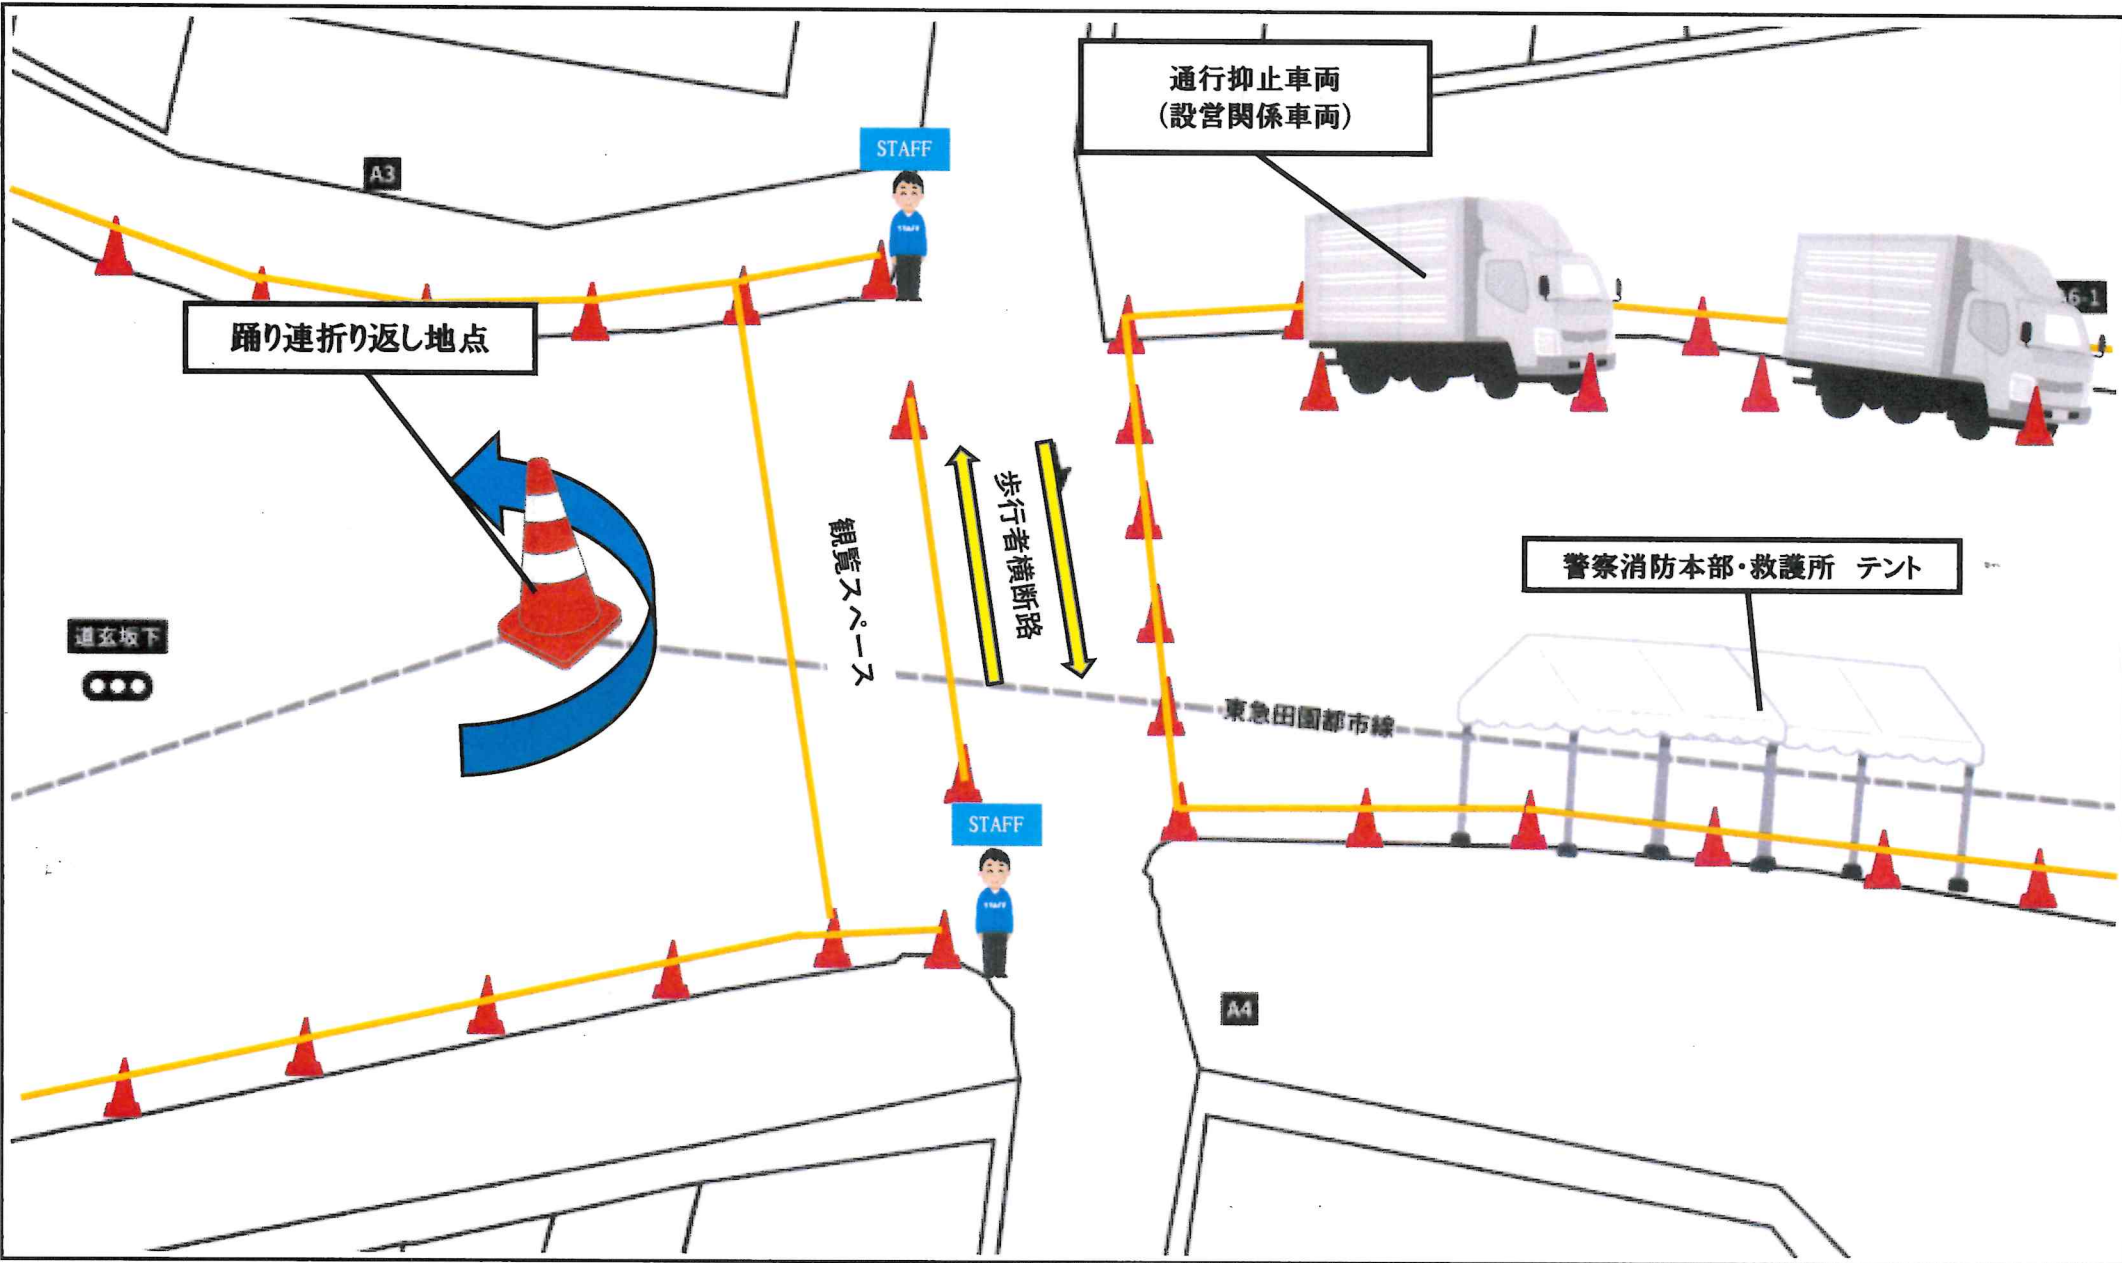 通行抑止車両
(設営関係車両)
STAFF
A3
STAFF
踊り連折り返し地点
観覧スペース
歩行者横断路
警察消防本部・救護所 テント
道玄坂下
東急田園都市線
STAFF
STAFF
A4